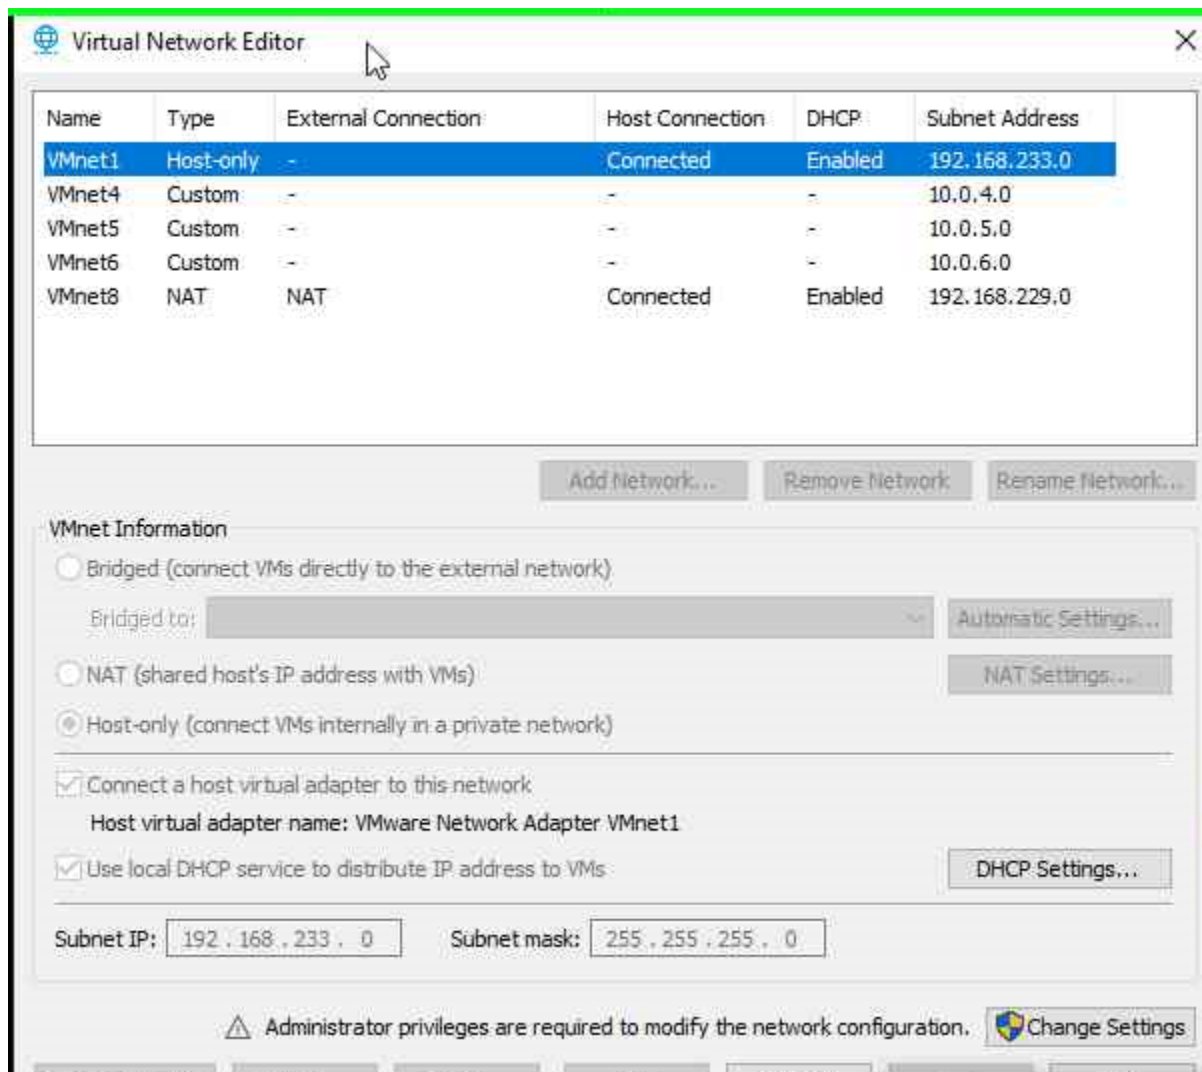 Virtual Network Editor
Name Type External Connection Host Connection DHCP Subnet Address
VMnet1 Host-only - Connected Enabled 192.168.233.0
VMnet4 Custom - - - 10.0.4.0
VMnet5 Custom - - - 10.0.5.0
VMnet6 Custom - - - 10.0.6.0
VMnet8 NAT NAT Connected Enabled 192.168.229.0
Add Network... Remove Network Rename Network...
VMnet Information
Bridged (connect VMs directly to the external network)
Bridged to: Automatic Settings...
NAT (shared host's IP address with VMs) NAT Settings...
Host-only (connect VMs internally in a private network)
Connect a host virtual adapter to this network
Host virtual adapter name: VMware Network Adapter VMnet1
Use local DHCP service to distribute IP address to VMs DHCP Settings...
Subnet IP: 192 . 168 . 233 . 0 Subnet mask: 255 . 255 . 255 . 0
Administrator privileges are required to modify the network configuration. Change Settings